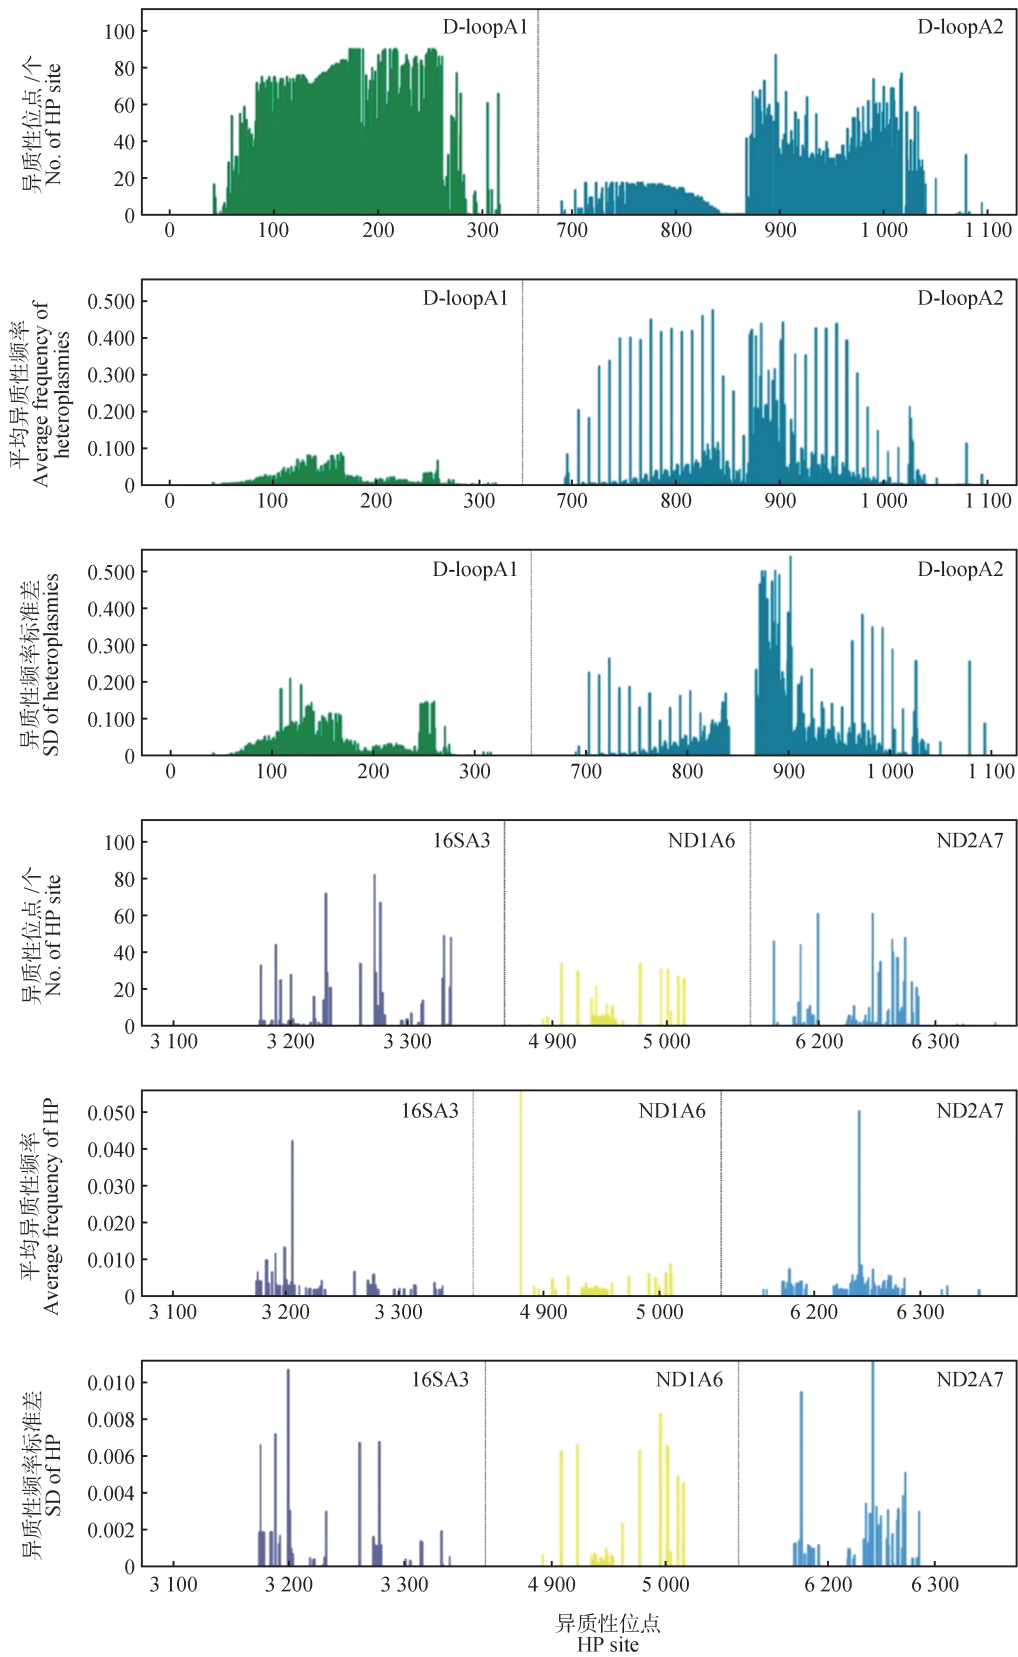 异质性位点/个
No. of HP site
100
80
60
40
20
0
D-loopA1
D-loopA2
0
100
200
300
700
800
900
1 000
1 100
平均异质性频率
Average frequency of
heteroplasmies
0.500
0.400
0.300
0.200
0.100
0
D-loopA1
D-loopA2
0
100
200
300
700
800
900
1 000
1 100
异质性频率标准差
SD of heteroplasmies
0.500
0.400
0.300
0.200
0.100
0
D-loopA1
D-loopA2
0
100
200
300
700
800
900
1 000
1 100
异质性位点/个
No. of HP site
100
80
60
40
20
0
16SA3
ND1A6
ND2A7
3 100
3 200
3 300
4 900
5 000
6 200
6 300
平均异质性频率
Average frequency of HP
0.050
0.040
0.030
0.020
0.010
0
16SA3
ND1A6
ND2A7
3 100
3 200
3 300
4 900
5 000
6 200
6 300
异质性频率标准差
SD of HP
0.010
0.008
0.006
0.004
0.002
0
16SA3
ND1A6
ND2A7
3 100
3 200
3 300
4 900
5 000
6 200
6 300
异质性位点
HP site